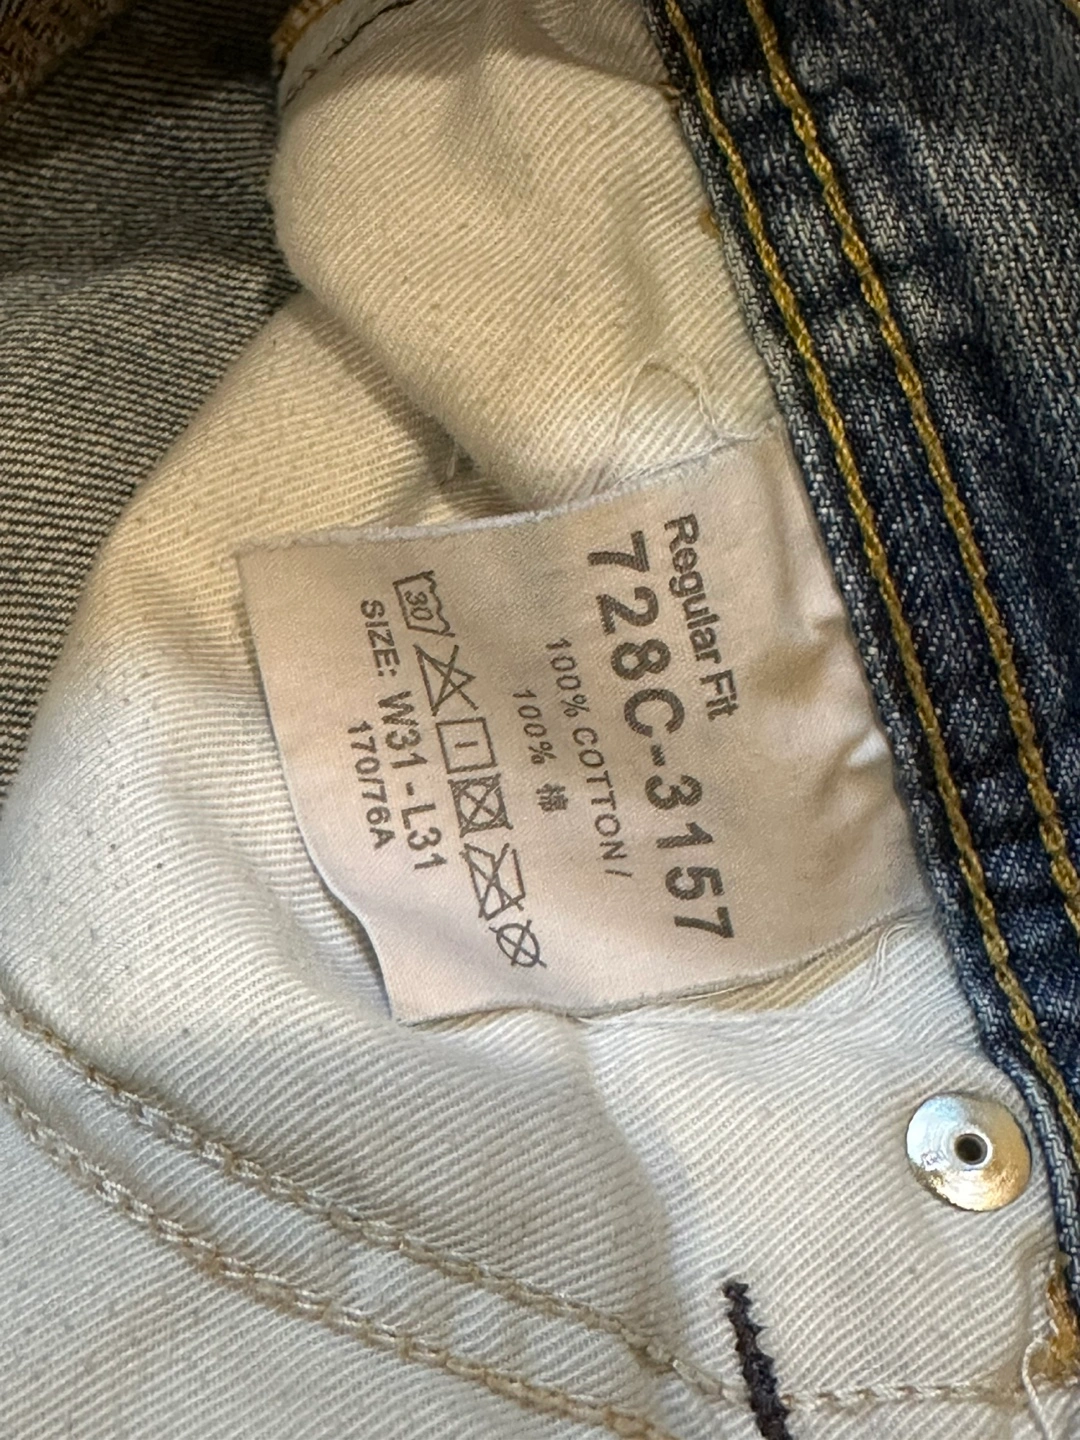 Regular Fit
728C-3157
100% COTTON /
100% 棉
30
SIZE: W31 - L31
170/76A